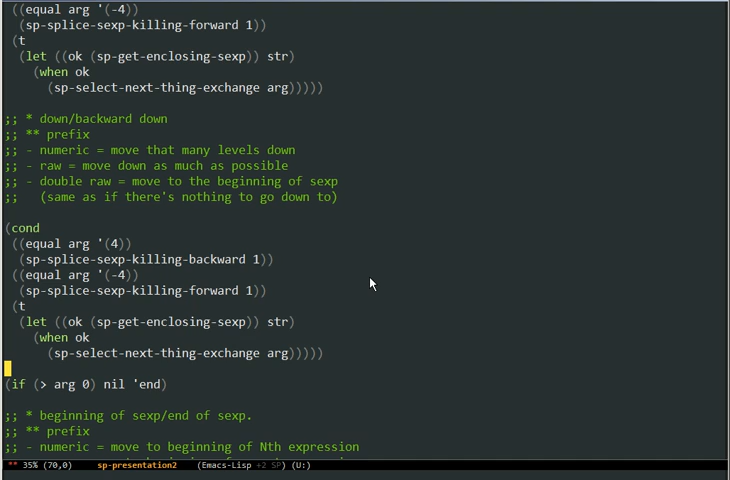 ((equal arg '(-4))
(sp-splice-sexp-killing-forward 1))
(t
(let ((ok (sp-get-enclosing-sexp)) str)
(when ok
(sp-select-next-thing-exchange arg)))))
;; * down/backward down
;; ** prefix
;; - numeric = move that many levels down
;; - raw = move down as much as possible
;; - double raw = move to the beginning of sexp
;;   (same as if there's nothing to go down to)
(cond
((equal arg '(4))
(sp-splice-sexp-killing-backward 1))
((equal arg '(-4))
(sp-splice-sexp-killing-forward 1))
(t
(let ((ok (sp-get-enclosing-sexp)) str)
(when ok
(sp-select-next-thing-exchange arg)))))
(if (> arg 0) nil 'end)
;; * beginning of sexp/end of sexp.
;; ** prefix
;; - numeric = move to beginning of Nth expression
** 35% (70,0) sp-presentation2 (Emacs-Lisp +2 SP) (U:)